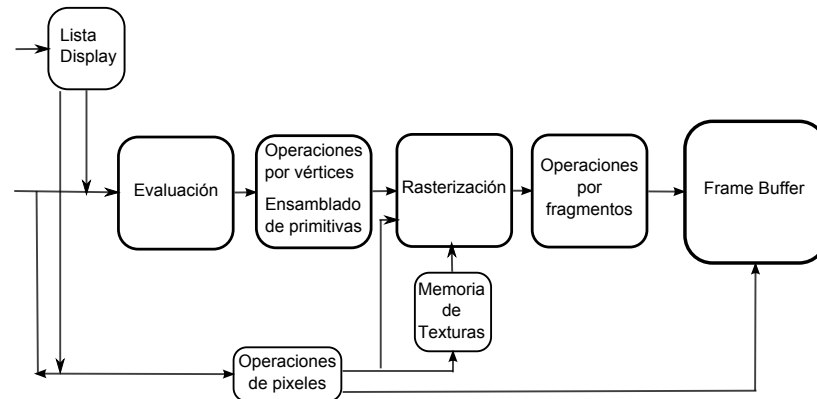 Lista
Display
Evaluación
Operaciones
por vértices
Ensamblado
de primitivas
Rasterización
Operaciones
por
fragmentos
Frame Buffer
Memoria
de
Texturas
Operaciones
de pixeles